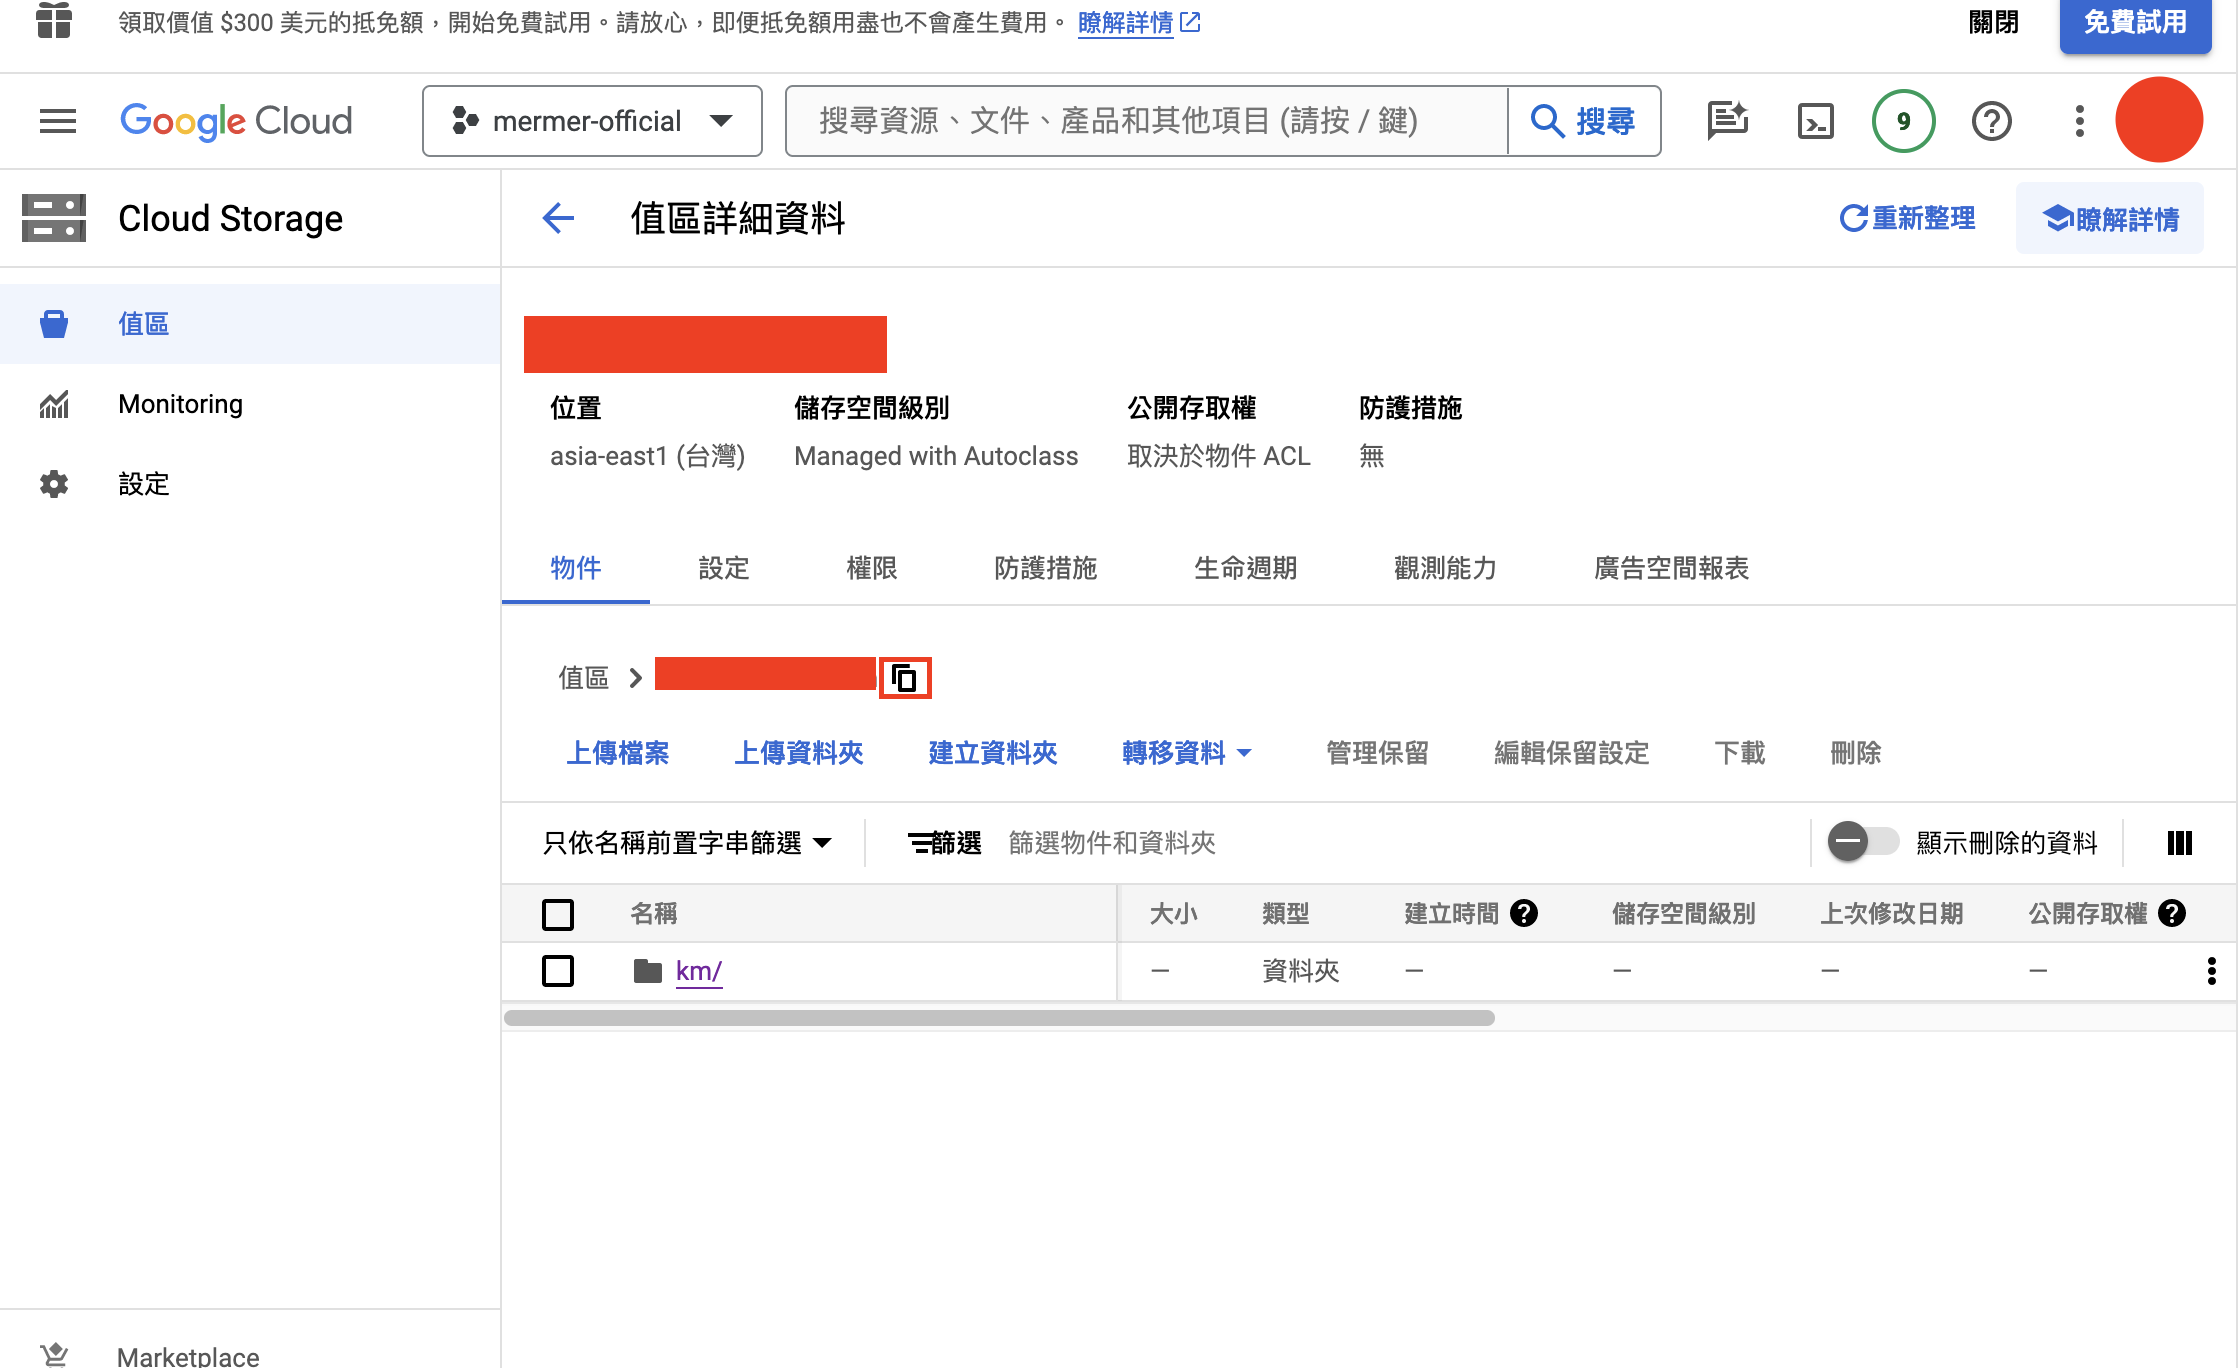 領取價值 $300 美元的抵免額，開始免費試用。請放心，即便抵免額用盡也不會產生費用。 瞭解詳情
關閉
免費試用
Google Cloud
mermer-official
搜尋資源、文件、產品和其他項目 (請按 / 鍵)
搜尋
9
Cloud Storage
值區詳細資料
重新整理
瞭解詳情
值區
Monitoring
設定
位置
儲存空間級別
公開存取權
防護措施
asia-east1 (台灣)
Managed with Autoclass
取決於物件 ACL
無
物件
設定
權限
防護措施
生命週期
觀測能力
廣告空間報表
值區
上傳檔案
上傳資料夾
建立資料夾
轉移資料
管理保留
編輯保留設定
下載
刪除
只依名稱前置字串篩選
篩選
篩選物件和資料夾
顯示刪除的資料
名稱
大小
類型
建立時間
儲存空間級別
上次修改日期
公開存取權
km/
—
資料夾
—
—
—
—
Marketplace